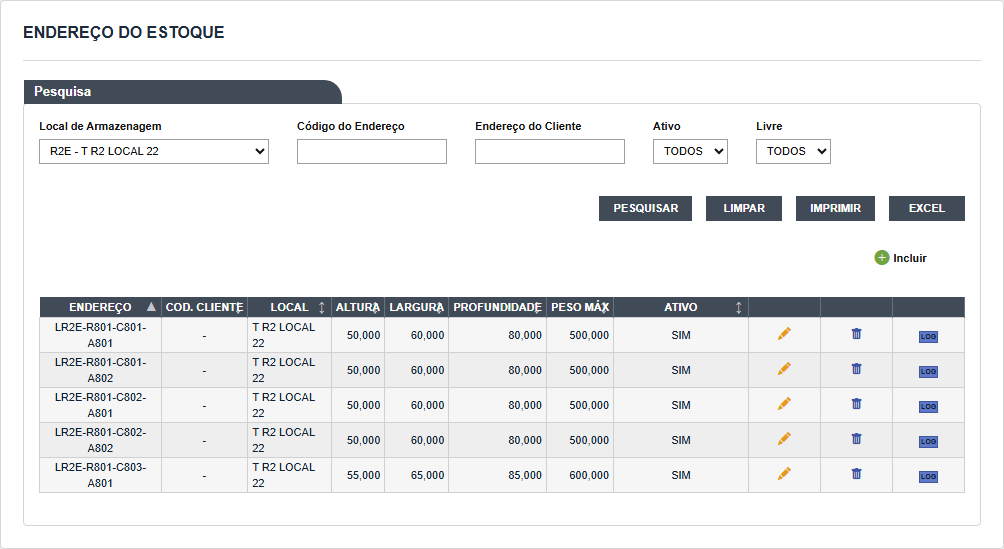 ENDEREÇO DO ESTOQUE
Pesquisa
Local de Armazenagem Código do Endereço Endereço do Cliente Ativo Livre
R2E - T R2 LOCAL 22 TODOS TODOS
PESQUISAR LIMPAR IMPRIMIR EXCEL
Incluir
ENDEREÇO COD. CLIENTE LOCAL ALTURA LARGURA PROFUNDIDADE PESO MÁX ATIVO
LR2E-R801-C801-
A801 - T R2 LOCAL
22 50,000 60,000 80,000 500,000 SIM LOG
LR2E-R801-C801-
A802 - T R2 LOCAL
22 50,000 60,000 80,000 500,000 SIM LOG
LR2E-R801-C802-
A801 - T R2 LOCAL
22 50,000 60,000 80,000 500,000 SIM LOG
LR2E-R801-C802-
A802 - T R2 LOCAL
22 50,000 60,000 80,000 500,000 SIM LOG
LR2E-R801-C803-
A801 - T R2 LOCAL
22 55,000 65,000 85,000 600,000 SIM LOG